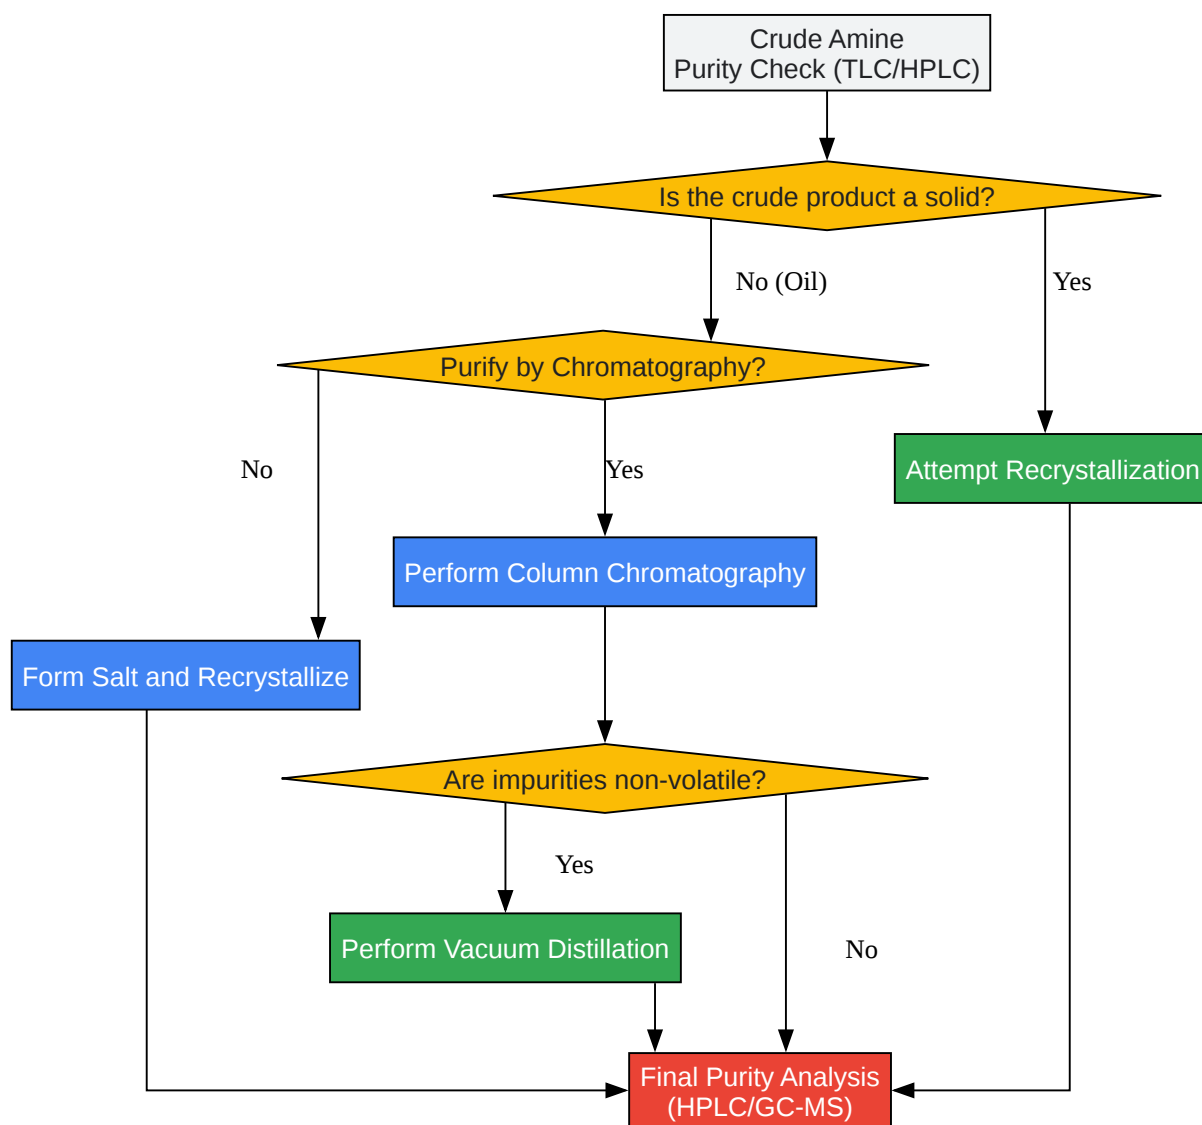 Crude Amine
Purity Check (TLC/HPLC)
Is the crude product a solid?
No (Oil)
Yes
Purify by Chromatography?
No
Yes
Attempt Recrystallization
Perform Column Chromatography
Form Salt and Recrystallize
Are impurities non-volatile?
Yes
Perform Vacuum Distillation
No
Final Purity Analysis
(HPLC/GC-MS)